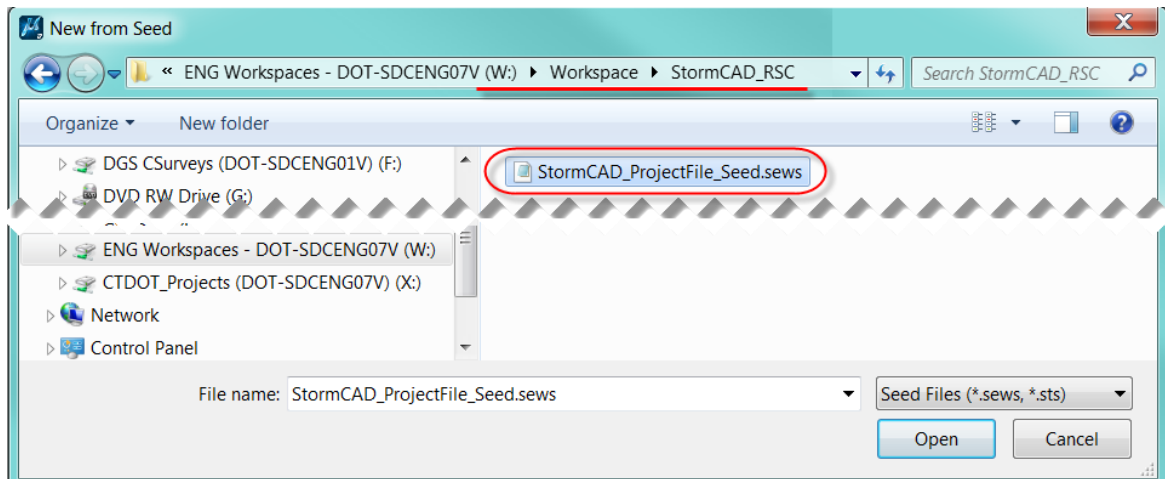 New from Seed
« ENG Workspaces - DOT-SDCENG07V (W:) Workspace StormCAD_RSC Search StormCAD_RSC
Organize New folder
DGS CSurveys (DOT-SDCENG01V) (F:) StormCAD_ProjectFile_Seed.sews
DVD RW Drive (G:)
ENG Workspaces - DOT-SDCENG07V (W:)
CTDOT_Projects (DOT-SDCENG07V) (X:)
Network
Control Panel
File name: StormCAD_ProjectFile_Seed.sews Seed Files (*.sews, *.sts)
Open Cancel